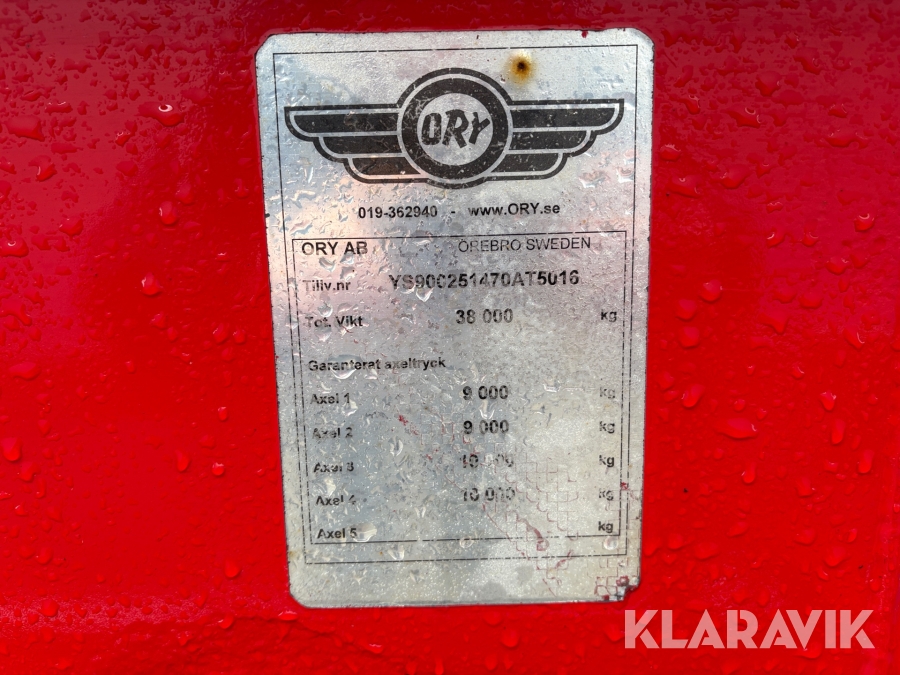 ORY
019-362940 - www.ORY.se
ORY AB ÖREBRO SWEDEN
Tillv.nr YS900251470AT5016
Tot. Vikt 38 000 kg
Garanterat axeltryck
Axel 1 9 000 kg
Axel 2 9 000 kg
Axel 3 10 000 kg
Axel 4 10 000 kg
Axel 5 kg
KLARAVIK